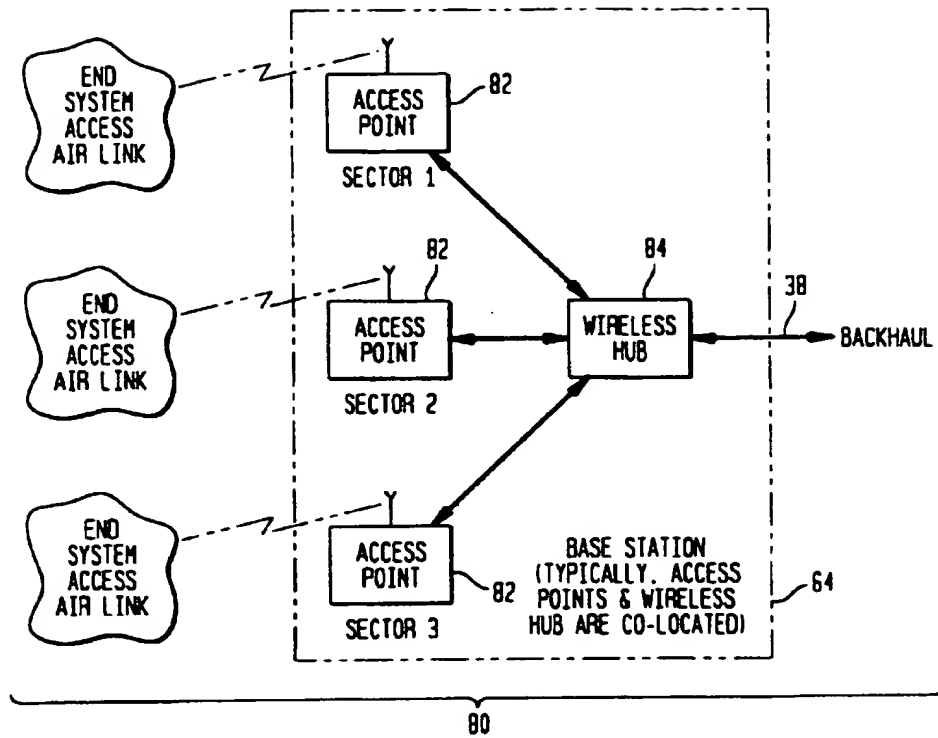 END
SYSTEM
ACCESS
AIR LINK
ACCESS
POINT
82
SECTOR 1
END
SYSTEM
ACCESS
AIR LINK
82
ACCESS
POINT
SECTOR 2
84
WIRELESS
HUB
38
BACKHAUL
END
SYSTEM
ACCESS
AIR LINK
ACCESS
POINT
82
SECTOR 3
BASE STATION
(TYPICALLY, ACCESS
POINTS & WIRELESS
HUB ARE CO-LOCATED)
64
80